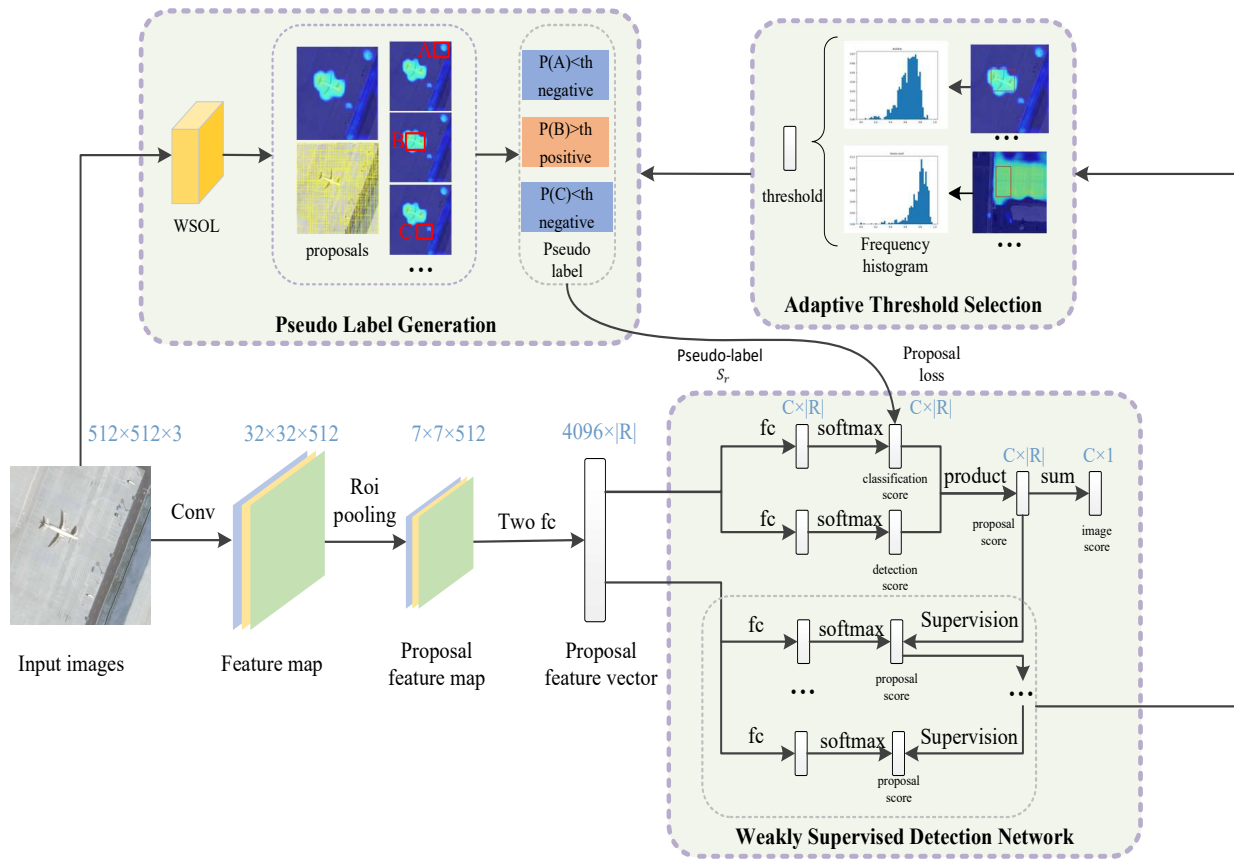 A
B
C
WSOL
proposals
...
P(A)<th
negative
P(B)>th
positive
P(C)<th
negative
Pseudo
label
Pseudo Label Generation
threshold
Frequency
histogram
...
...
Adaptive Threshold Selection
Pseudo-label
Sᵣ
Proposal
loss
512×512×3
32×32×512
7×7×512
4096×|R|
Conv
Roi
pooling
Two fc
Input images
Feature map
Proposal
feature map
Proposal
feature vector
C×|R|
C×|R|
fc
softmax
classification
score
fc
softmax
detection
score
product
C×|R|
sum
C×1
proposal
score
image
score
fc
softmax
Supervision
proposal
score
...
...
fc
softmax
Supervision
proposal
score
Weakly Supervised Detection Network